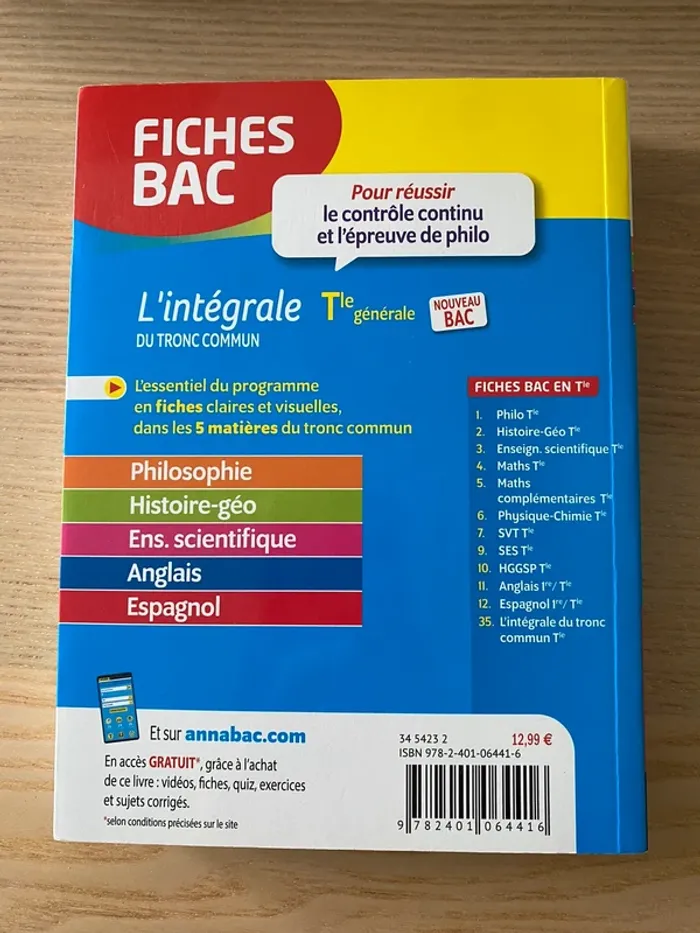 FICHES
BAC
Pour réussir
le contrôle continu
et l'épreuve de philo
L'intégrale Tle générale
DU TRONC COMMUN
NOUVEAU
BAC
L'essentiel du programme
en fiches claires et visuelles,
dans les 5 matières du tronc commun
Philosophie
Histoire-géo
Ens. scientifique
Anglais
Espagnol
FICHES BAC EN Tle
1. Philo Tle
2. Histoire-Géo Tle
3. Enseign. scientifique Tle
4. Maths Tle
5. Maths
complémentaires Tle
6. Physique-Chimie Tle
7. SVT Tle
9. SES Tle
10. HGGSP Tle
11. Anglais 1re/ Tle
12. Espagnol 1re/ Tle
35. L'intégrale du tronc
commun Tle
Et sur annabac.com
En accès GRATUIT*, grâce à l'achat
de ce livre : vidéos, fiches, quiz, exercices
et sujets corrigés.
*selon conditions précisées sur le site
34 5423 2 12,99 €
ISBN 978-2-401-06441-6
9 782401 064416